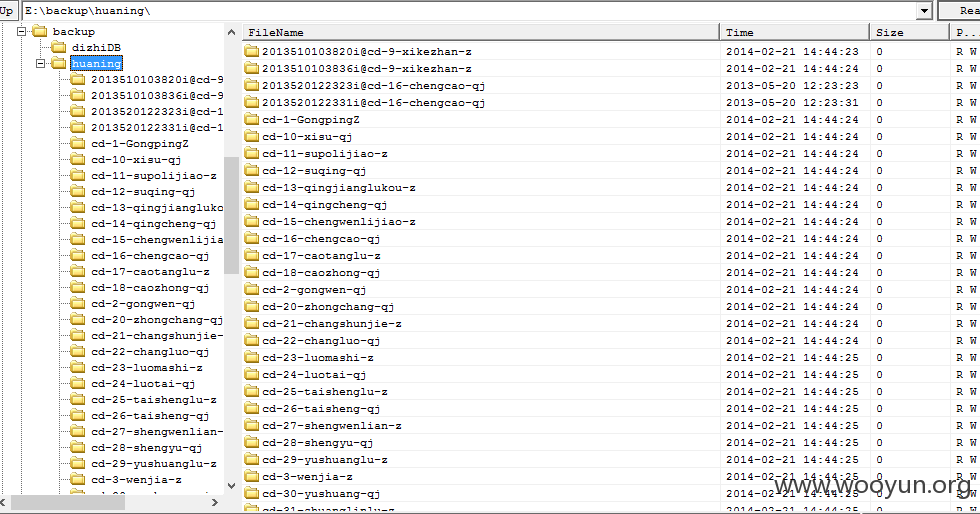 Up E:\backup\huaning\ Rea
backup
dizhiDB
huaning
2013510103820i@cd-9
2013510103836i@cd-9
2013520122323i@cd-1
2013520122331i@cd-1
cd-1-GongpingZ
cd-10-xisu-qj
cd-11-supolijiao-z
cd-12-suqing-qj
cd-13-qingjiangluko
cd-14-qingcheng-qj
cd-15-chengwenlijia
cd-16-chengcao-qj
cd-17-caotanglu-z
cd-18-caozhong-qj
cd-2-gongwen-qj
cd-20-zhongchang-qj
cd-21-changshunjie-
cd-22-changluo-qj
cd-23-luomashi-z
cd-24-luotai-qj
cd-25-taishenglu-z
cd-26-taisheng-qj
cd-27-shengwenlian-
cd-28-shengyu-qj
cd-29-yushuanglu-z
cd-3-wenjia-z
FileName Time Size P...
2013510103820i@cd-9-xikezhan-z 2014-02-21 14:44:23 0 R W
2013510103836i@cd-9-xikezhan-z 2014-02-21 14:44:24 0 R W
2013520122323i@cd-16-chengcao-qj 2013-05-20 12:23:23 0 R W
2013520122331i@cd-16-chengcao-qj 2013-05-20 12:23:31 0 R W
cd-1-GongpingZ 2014-02-21 14:44:24 0 R W
cd-10-xisu-qj 2014-02-21 14:44:24 0 R W
cd-11-supolijiao-z 2014-02-21 14:44:24 0 R W
cd-12-suqing-qj 2014-02-21 14:44:24 0 R W
cd-13-qingjianglukou-z 2014-02-21 14:44:24 0 R W
cd-14-qingcheng-qj 2014-02-21 14:44:24 0 R W
cd-15-chengwenlijiao-z 2014-02-21 14:44:24 0 R W
cd-16-chengcao-qj 2014-02-21 14:44:24 0 R W
cd-17-caotanglu-z 2014-02-21 14:44:24 0 R W
cd-18-caozhong-qj 2014-02-21 14:44:24 0 R W
cd-2-gongwen-qj 2014-02-21 14:44:24 0 R W
cd-20-zhongchang-qj 2014-02-21 14:44:24 0 R W
cd-21-changshunjie-z 2014-02-21 14:44:24 0 R W
cd-22-changluo-qj 2014-02-21 14:44:24 0 R W
cd-23-luomashi-z 2014-02-21 14:44:25 0 R W
cd-24-luotai-qj 2014-02-21 14:44:25 0 R W
cd-25-taishenglu-z 2014-02-21 14:44:25 0 R W
cd-26-taisheng-qj 2014-02-21 14:44:25 0 R W
cd-27-shengwenlian-z 2014-02-21 14:44:25 0 R W
cd-28-shengyu-qj 2014-02-21 14:44:25 0 R W
cd-29-yushuanglu-z 2014-02-21 14:44:25 0 R W
cd-3-wenjia-z 2014-02-21 14:44:25 0 R W
cd-30-yushuang-qj 2014-02-21 14:44:25 0 R W
www.wooyun.org